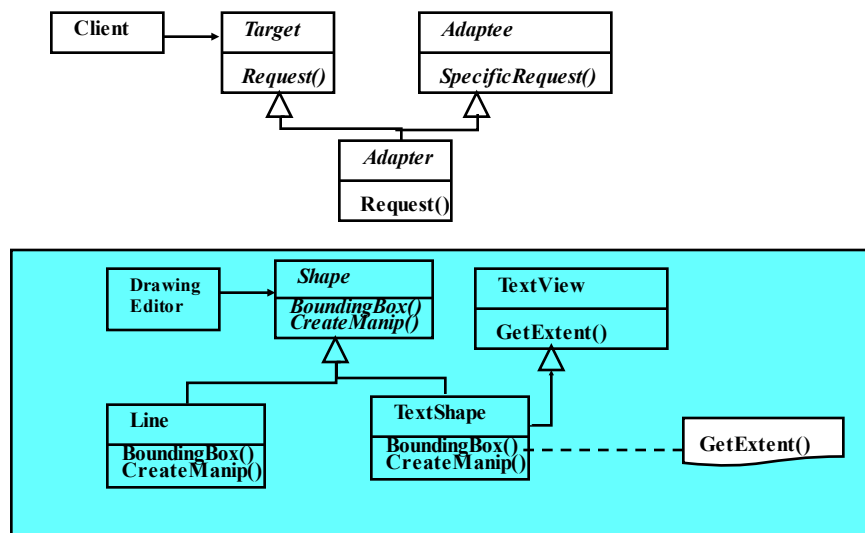 Client
Target
Request()
Adaptee
SpecificRequest()
Adapter
Request()
Drawing
Editor
Shape
BoundingBox()
CreateManip()
TextView
GetExtent()
Line
BoundingBox()
CreateManip()
TextShape
BoundingBox()
CreateManip()
GetExtent()